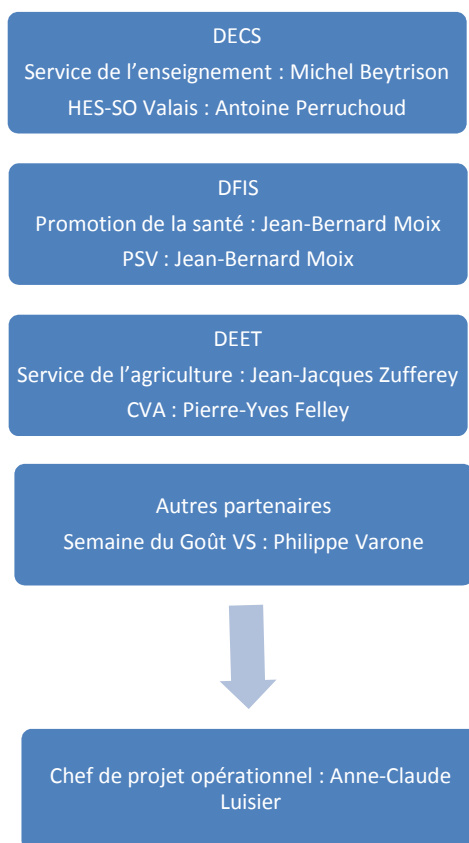 DECS
Service de l’enseignement : Michel Beytrison
HES-SO Valais : Antoine Perruchoud
DFIS
Promotion de la santé : Jean-Bernard Moix
PSV : Jean-Bernard Moix
DEET
Service de l’agriculture : Jean-Jacques Zufferey
CVA : Pierre-Yves Felley
Autres partenaires
Semaine du Goût VS : Philippe Varone
Chef de projet opérationnel : Anne-Claude
Luisier